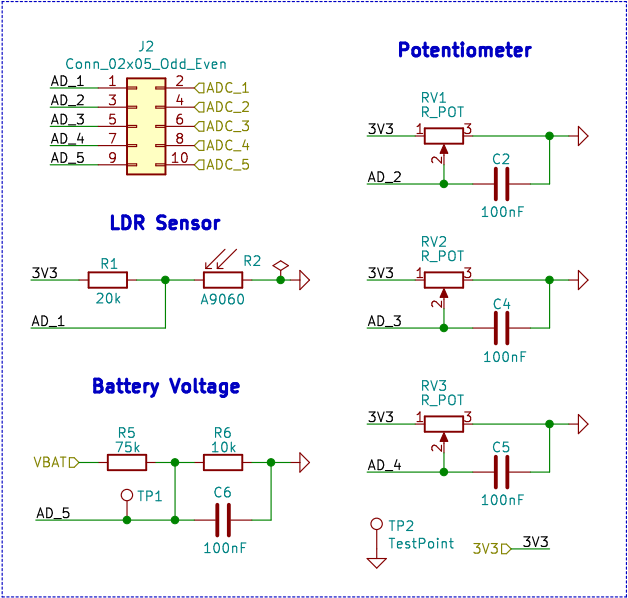 J2
Conn_02x05_Odd_Even
AD_1 1 2 ADC_1
AD_2 3 4 ADC_2
AD_3 5 6 ADC_3
AD_4 7 8 ADC_4
AD_5 9 10 ADC_5
LDR Sensor
3V3 R1 20k R2 A9060
AD_1
Battery Voltage
VBAT R5 75k R6 10k
TP1
AD_5 C6 100nF
Potentiometer
RV1
R_POT
3V3 1 3
2 C2
AD_2
100nF
RV2
R_POT
3V3 1 3
2 C4
AD_3
100nF
RV3
R_POT
3V3 1 3
2 C5
AD_4
100nF
TP2
TestPoint
3V3 3V3